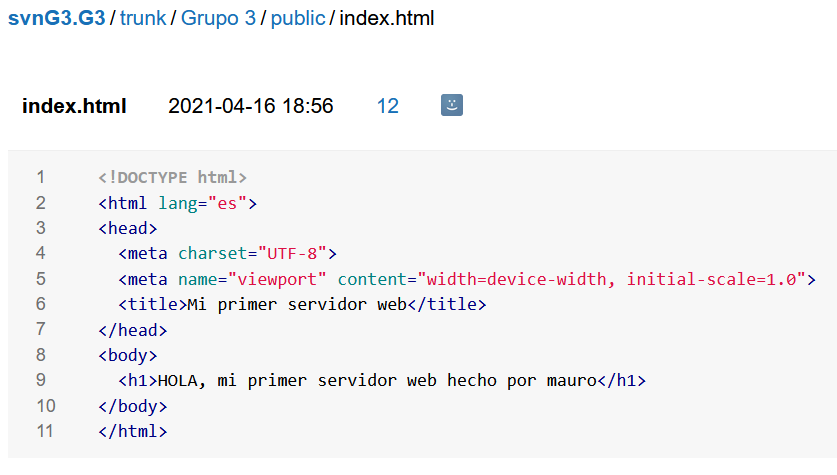 svnG3.G3 / trunk / Grupo 3 / public / index.html
index.html 2021-04-16 18:56 12
1 <!DOCTYPE html>
2 <html lang="es">
3 <head>
4 <meta charset="UTF-8">
5 <meta name="viewport" content="width=device-width, initial-scale=1.0">
6 <title>Mi primer servidor web</title>
7 </head>
8 <body>
9 <h1>HOLA, mi primer servidor web hecho por mauro</h1>
10 </body>
11 </html>